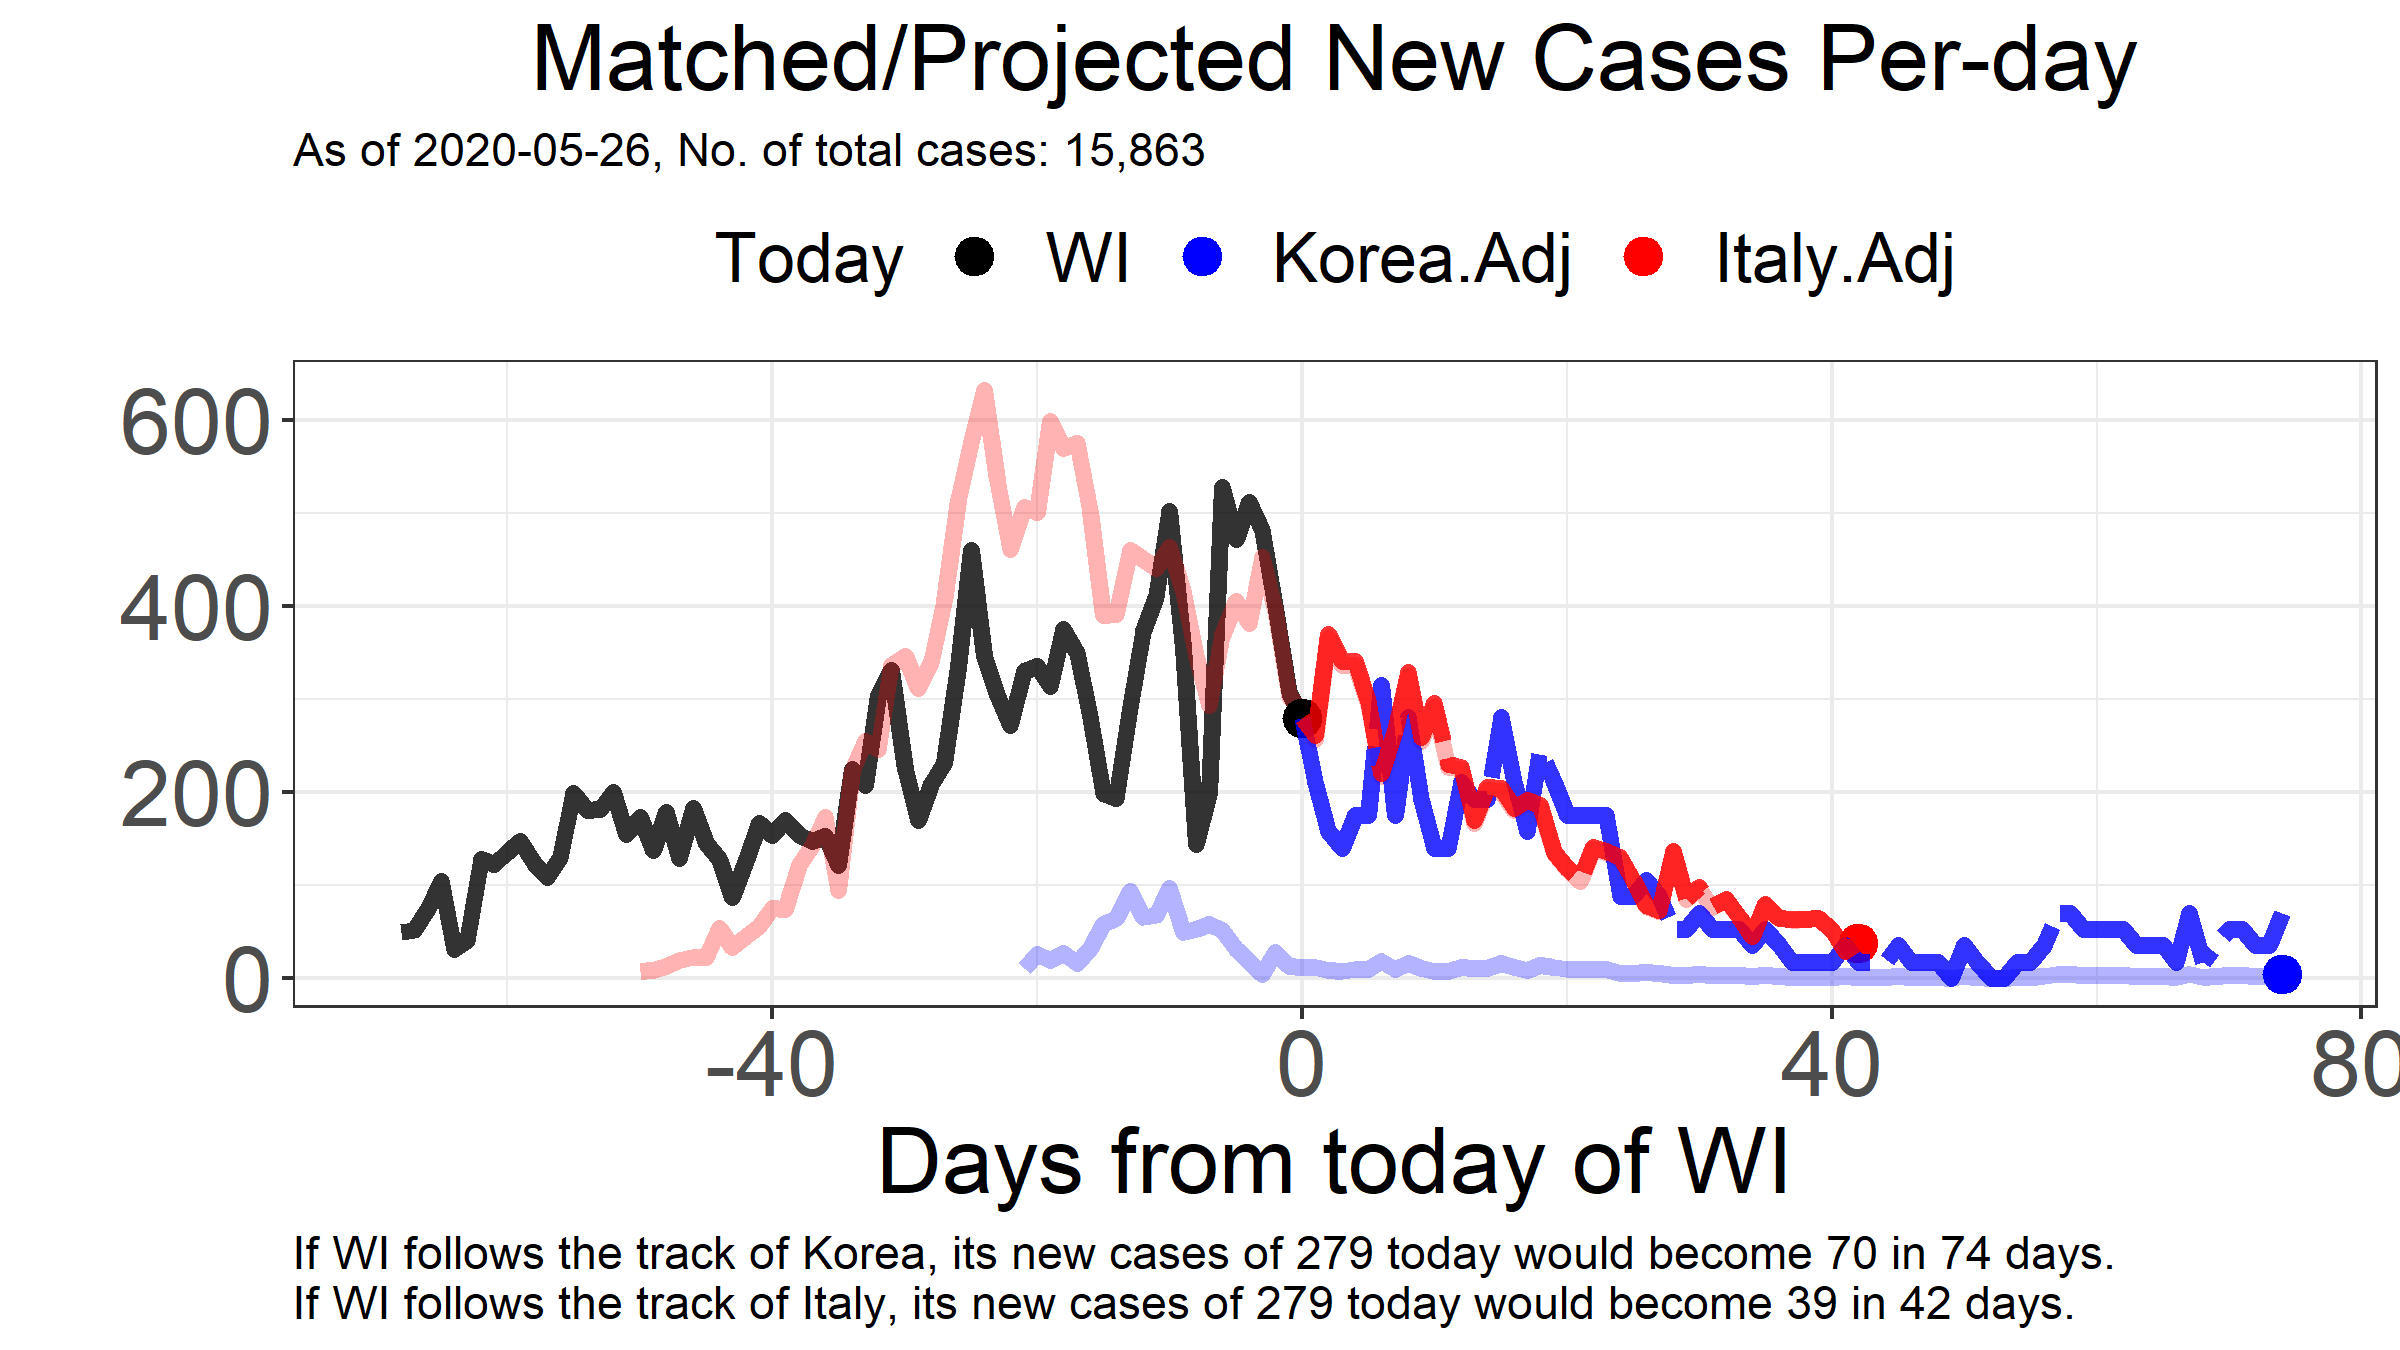 Matched/Projected New Cases Per-day
As of 2020-05-26, No. of total cases: 15,863
Today WI Korea.Adj Italy.Adj
600
400
200
0
-40 0 40 80
Days from today of WI
If WI follows the track of Korea, its new cases of 279 today would become 70 in 74 days.
If WI follows the track of Italy, its new cases of 279 today would become 39 in 42 days.